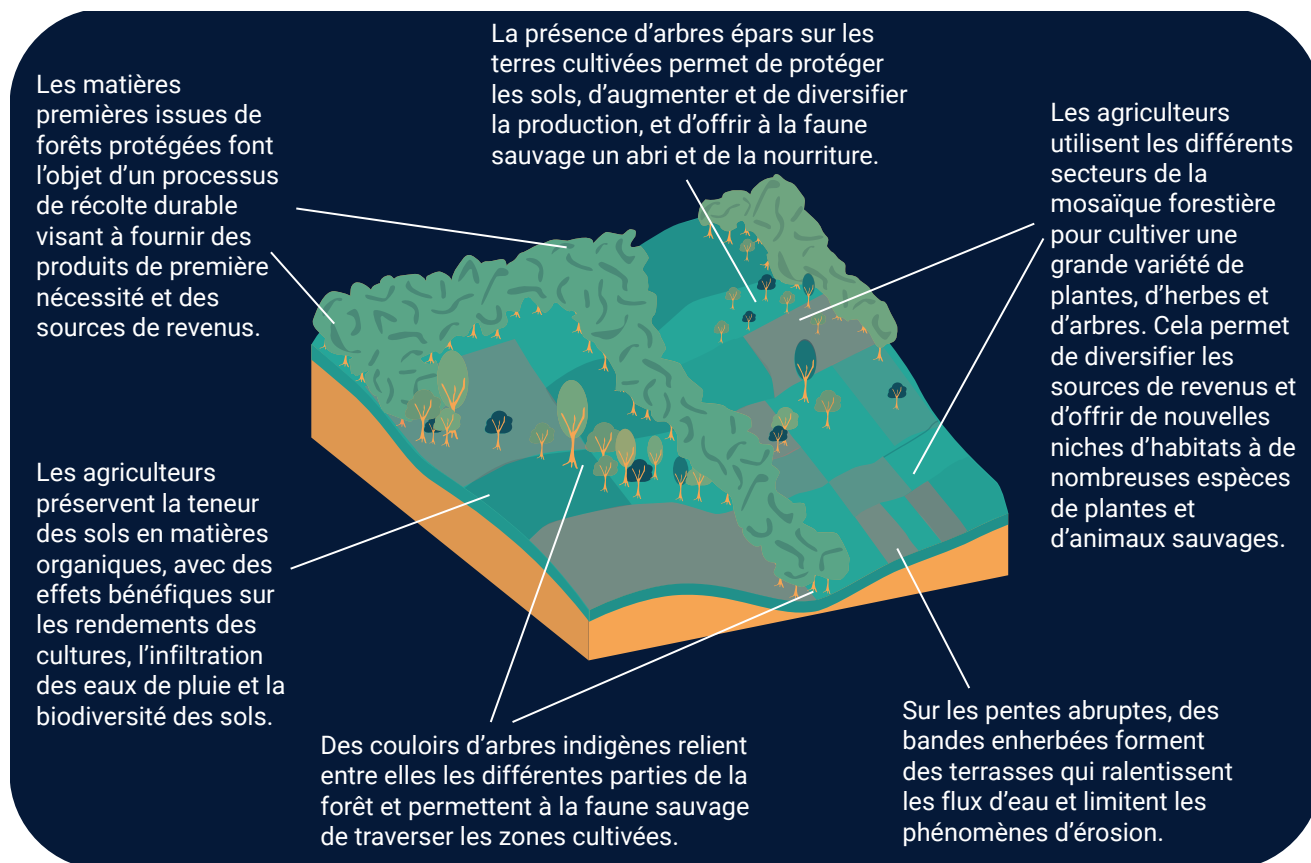 Les matières
premières issues de
forêts protégées font
l’objet d’un processus
de récolte durable
visant à fournir des
produits de première
nécessité et des
sources de revenus.
La présence d’arbres épars sur les
terres cultivées permet de protéger
les sols, d’augmenter et de diversifier
la production, et d’offrir à la faune
sauvage un abri et de la nourriture.
Les agriculteurs
utilisent les différents
secteurs de la
mosaïque forestière
pour cultiver une
grande variété de
plantes, d’herbes et
d’arbres. Cela permet
de diversifier les
sources de revenus et
d’offrir de nouvelles
niches d’habitats à de
nombreuses espèces
de plantes et
d’animaux sauvages.
Les agriculteurs
préservent la teneur
des sols en matières
organiques, avec des
effets bénéfiques sur
les rendements des
cultures, l’infiltration
des eaux de pluie et la
biodiversité des sols.
Des couloirs d’arbres indigènes relient
entre elles les différentes parties de la
forêt et permettent à la faune sauvage
de traverser les zones cultivées.
Sur les pentes abruptes, des
bandes enherbées forment
des terrasses qui ralentissent
les flux d’eau et limitent les
phénomènes d’érosion.